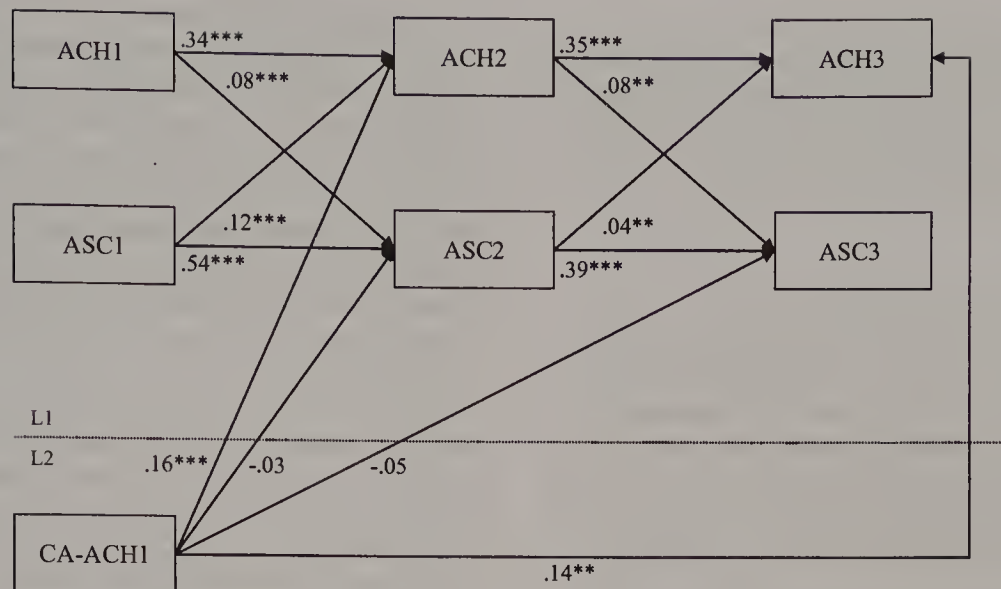 ACH1
.34***
ACH2
.35***
ACH3
.08***
.08**
ASC1
.12***
.54***
ASC2
.04**
.39***
ASC3
L1
L2
.16***
-.03
-.05
CA-ACH1
.14**